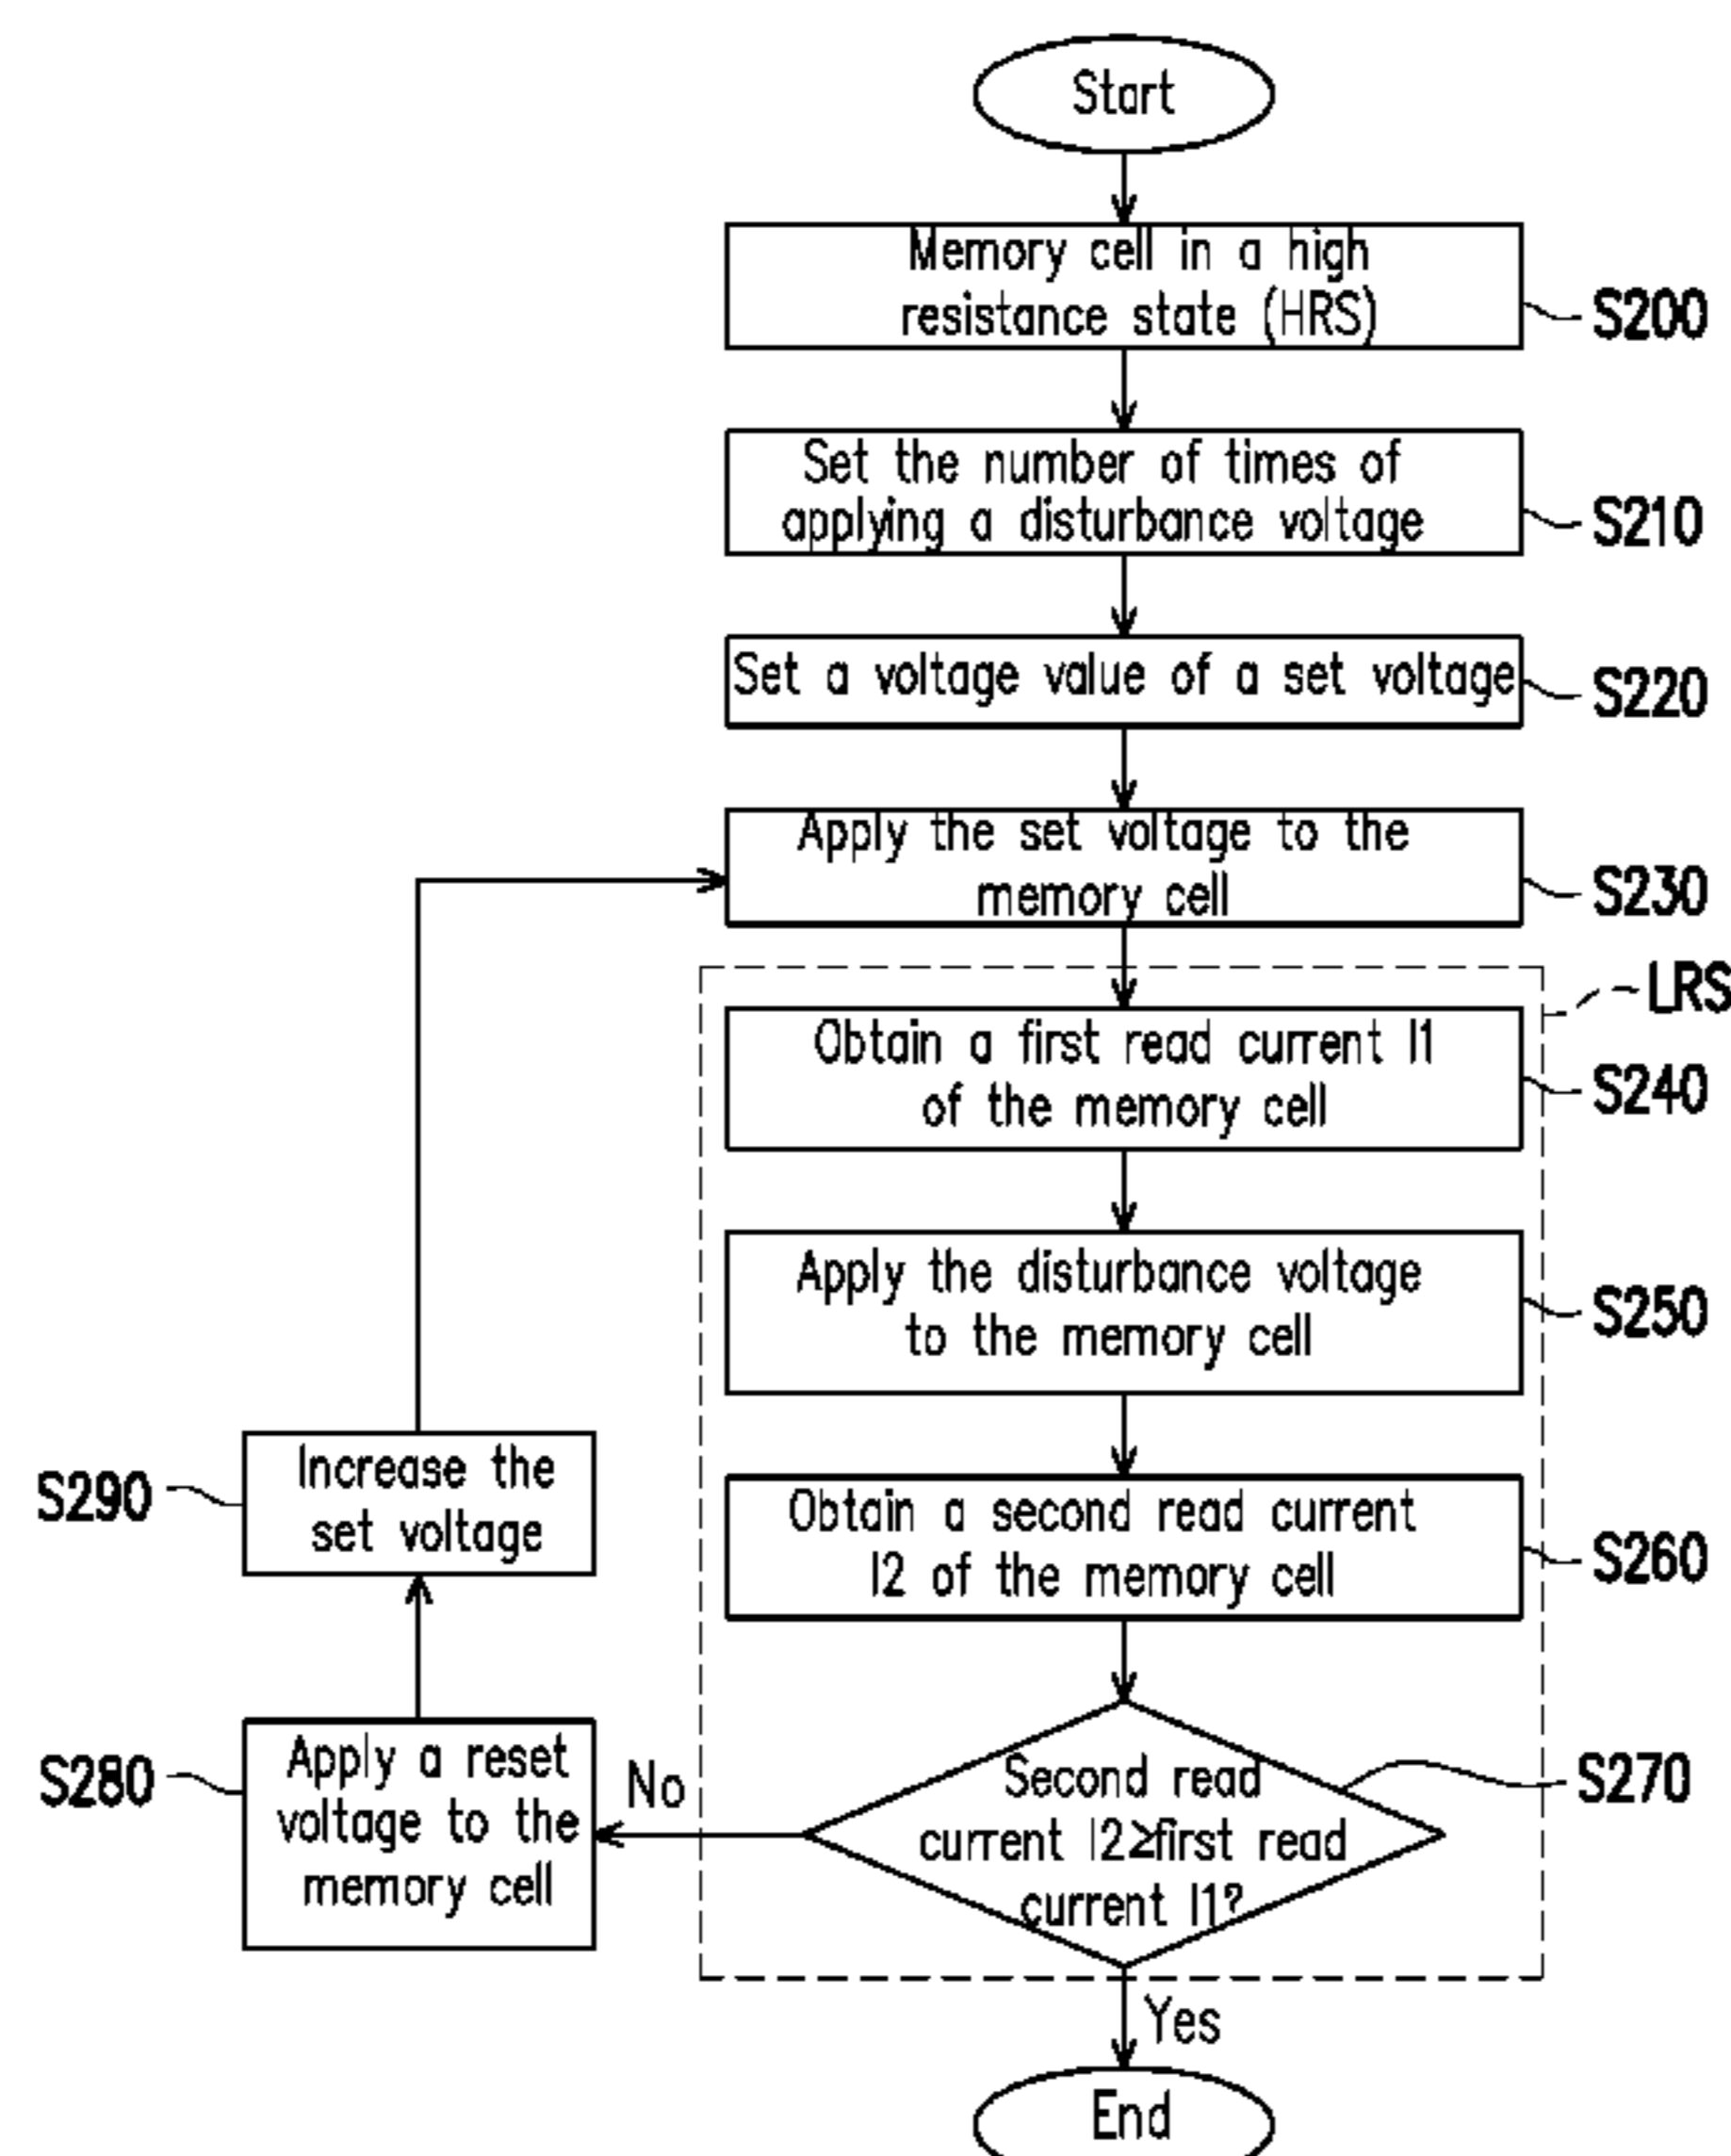 Start
Memory cell in a high
resistance state (HRS)
S200
Set the number of times of
applying a disturbance voltage
S210
Set a voltage value of a set voltage
S220
Apply the set voltage to the
memory cell
S230
LRS
Obtain a first read current I1
of the memory cell
S240
Apply the disturbance voltage
to the memory cell
S250
Obtain a second read current
I2 of the memory cell
S260
Second read
current I2≥first read
current I1?
S270
No
Apply a reset
voltage to the
memory cell
S280
Increase the
set voltage
S290
Yes
End